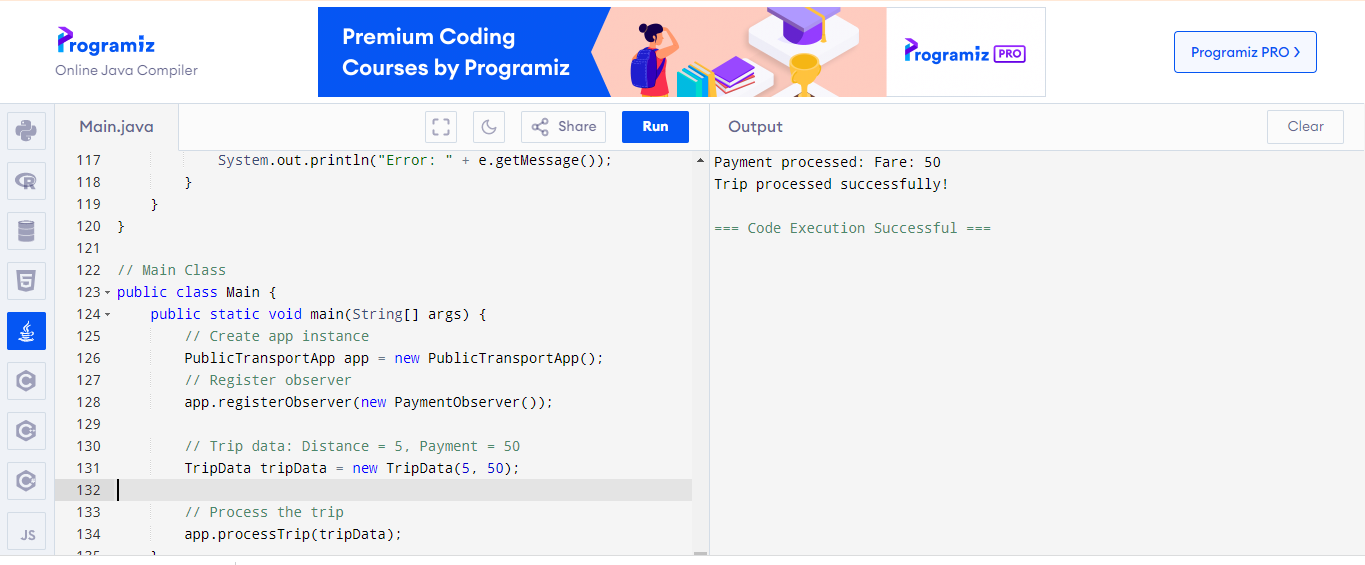 Programiz
Online Java Compiler
Premium Coding
Courses by Programiz
Programiz PRO
Programiz PRO >
Main.java
Share
Run
Output
Clear
117 System.out.println("Error: " + e.getMessage());
118 }
119 }
120 }
121
122 // Main Class
123 public class Main {
124 public static void main(String[] args) {
125 // Create app instance
126 PublicTransportApp app = new PublicTransportApp();
127 // Register observer
128 app.registerObserver(new PaymentObserver());
129
130 // Trip data: Distance = 5, Payment = 50
131 TripData tripData = new TripData(5, 50);
132
133 // Process the trip
134 app.processTrip(tripData);
135 }
Payment processed: Fare: 50
Trip processed successfully!
=== Code Execution Successful ===
R
5
C
C
C
JS